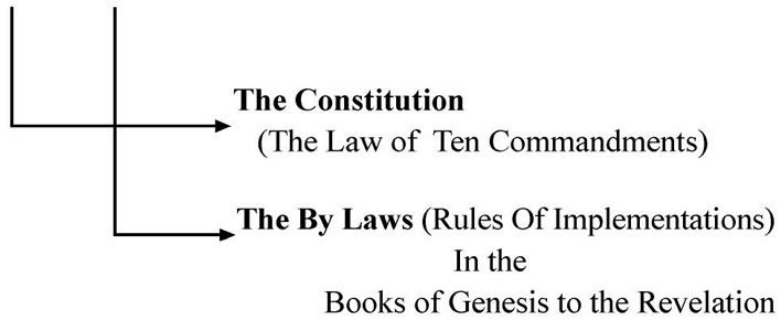 The Constitution
(The Law of Ten Commandments)
The By Laws (Rules Of Implementations)
In the
Books of Genesis to the Revelation